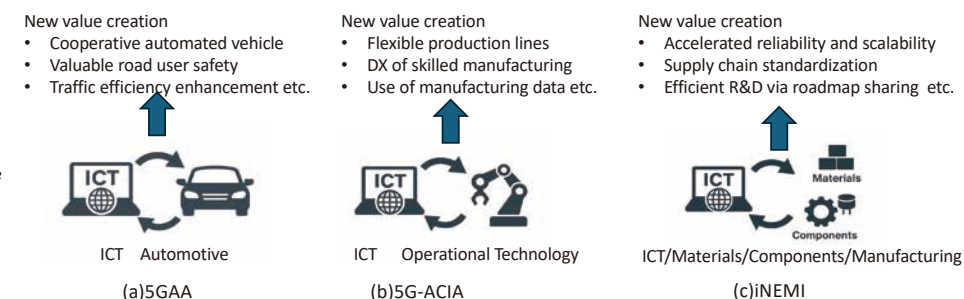 New value creation
• Cooperative automated vehicle
• Valuable road user safety
• Traffic efficiency enhancement etc.
ICT
ICT Automotive
(a)5GAA
New value creation
• Flexible production lines
• DX of skilled manufacturing
• Use of manufacturing data etc.
ICT
ICT Operational Technology
(b)5G-ACIA
New value creation
• Accelerated reliability and scalability
• Supply chain standardization
• Efficient R&D via roadmap sharing etc.
ICT
Materials
Components
ICT/Materials/Components/Manufacturing
(c)iNEMI